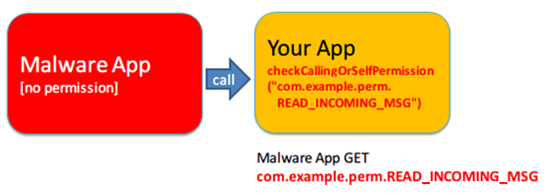 Malware App
[no permission]
call
Your App
checkCallingOrSelfPermission
("com.example.perm.
READ_INCOMING_MSG")
Malware App GET
com.example.perm.READ_INCOMING_MSG